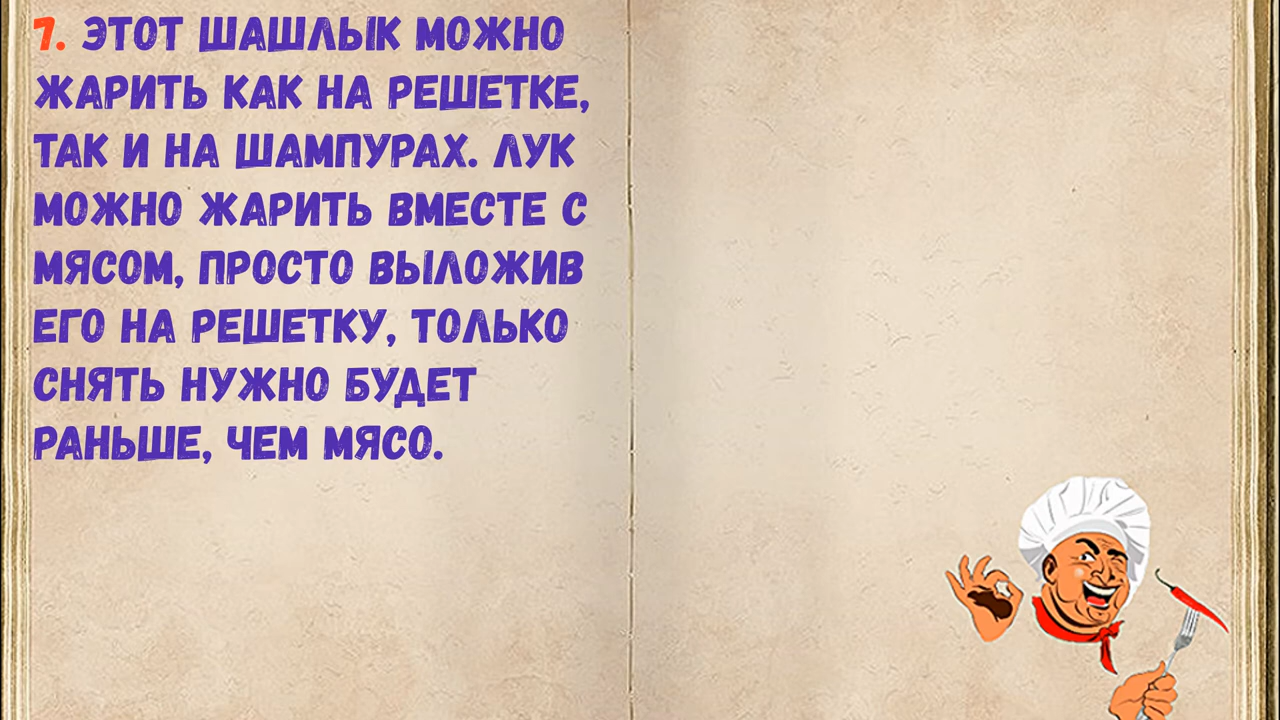 7. ЭТОТ ШАШЛЫК МОЖНО
ЖАРИТЬ КАК НА РЕШЕТКЕ,
ТАК И НА ШАМПУРАХ. ЛУК
МОЖНО ЖАРИТЬ ВМЕСТЕ С
МЯСОМ, ПРОСТО ВЫЛОЖИВ
ЕГО НА РЕШЕТКУ, ТОЛЬКО
СНЯТЬ НУЖНО БУДЕТ
РАНЬШЕ, ЧЕМ МЯСО.